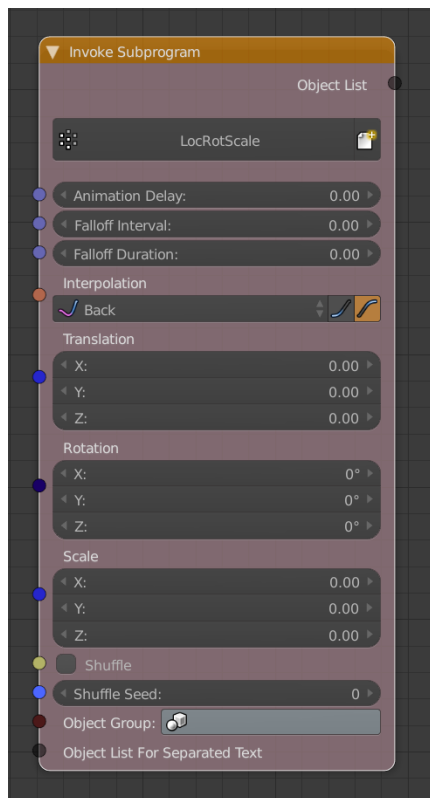 Invoke Subprogram
Object List
LocRotScale
Animation Delay: 0.00
Falloff Interval: 0.00
Falloff Duration: 0.00
Interpolation
Back
Translation
X: 0.00
Y: 0.00
Z: 0.00
Rotation
X: 0°
Y: 0°
Z: 0°
Scale
X: 0.00
Y: 0.00
Z: 0.00
Shuffle
Shuffle Seed: 0
Object Group:
Object List For Separated Text